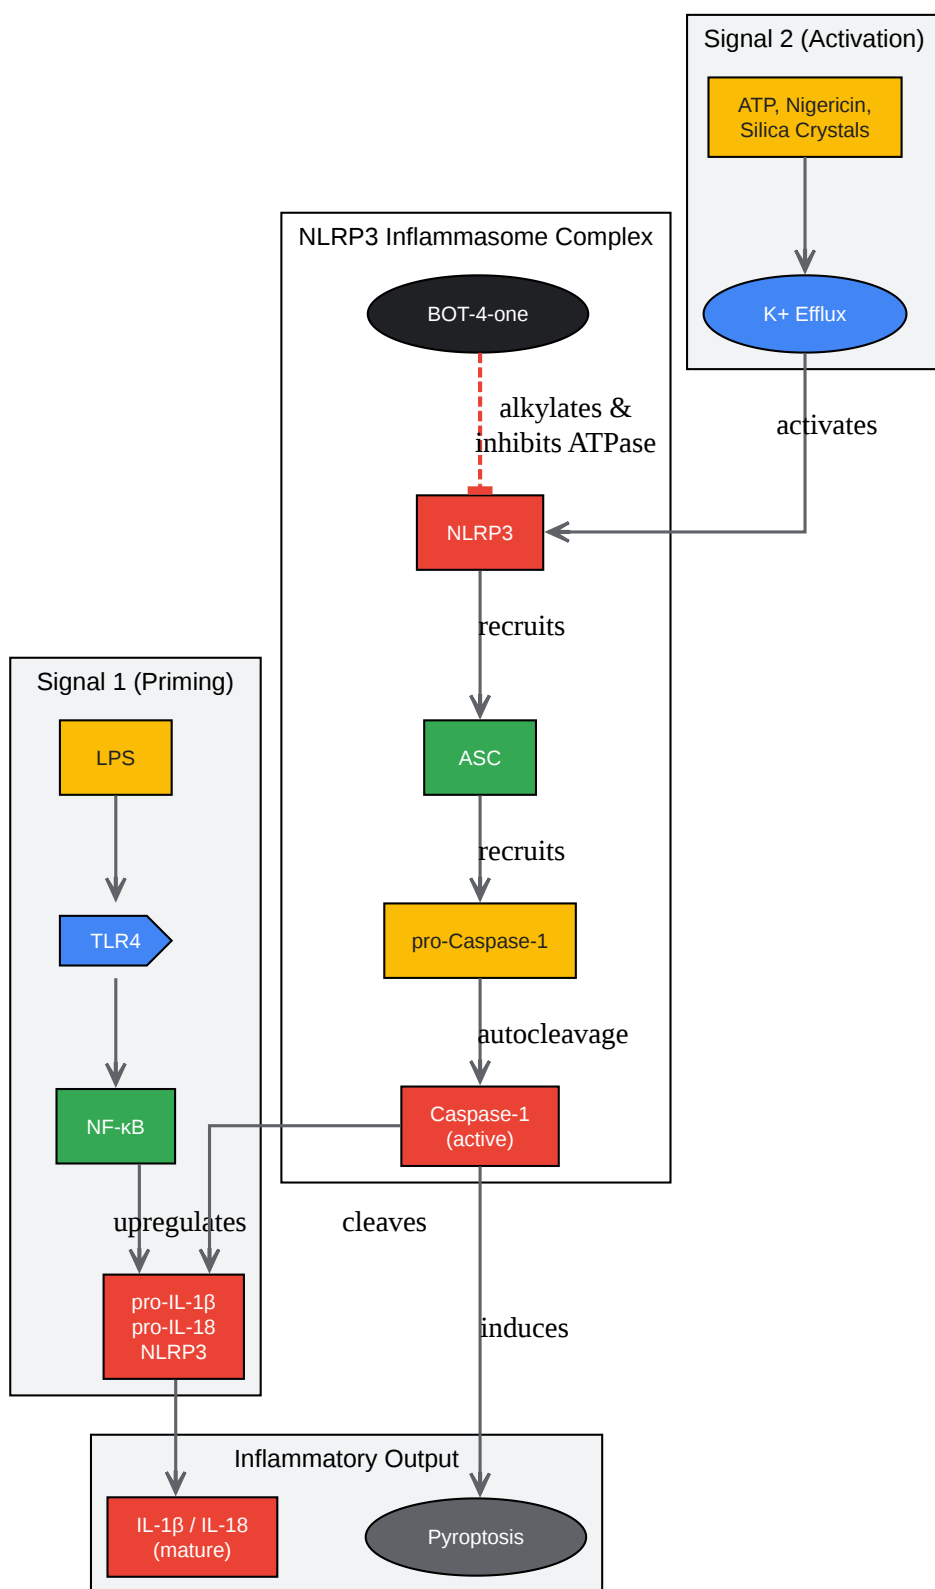 Signal 2 (Activation)
ATP, Nigericin,
Silica Crystals
K+ Efflux
activates
NLRP3 Inflammasome Complex
BOT-4-one
alkylates &
inhibits ATPase
NLRP3
recruits
ASC
recruits
pro-Caspase-1
autocleavage
Caspase-1
(active)
cleaves
induces
Signal 1 (Priming)
LPS
TLR4
NF-κB
upregulates
pro-IL-1β
pro-IL-18
NLRP3
Inflammatory Output
IL-1β / IL-18
(mature)
Pyroptosis